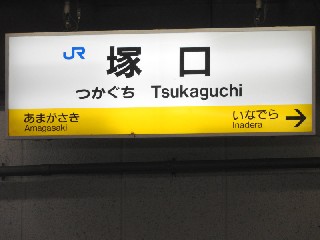 JR 塚口
つかぐち Tsukaguchi
あまがさき いなでら →
Amagasaki Inadera